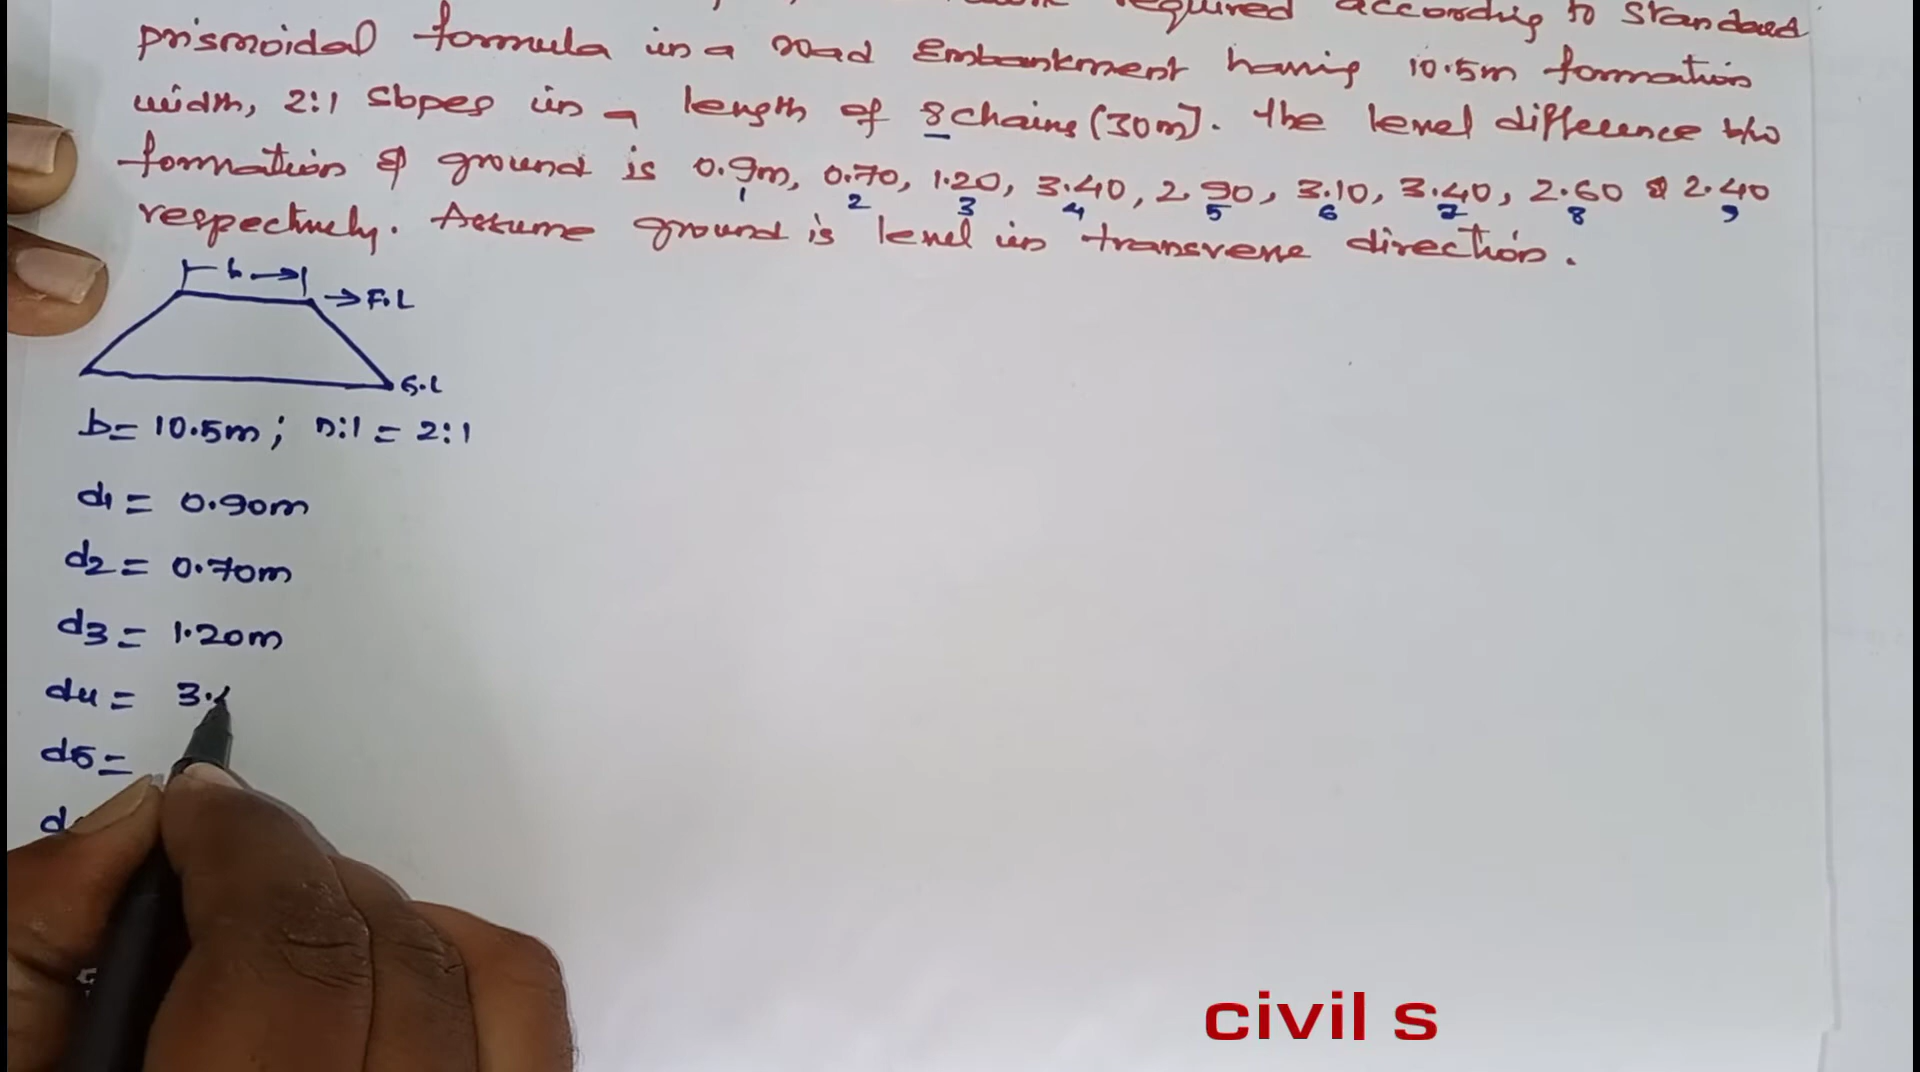 required according to Standard
prismoidal formula in a road Embankment having 10.5m formation
width, 2:1 slopes in a length of 8 chains (30m). The level difference b/w
formation & ground is 0.9m, 0.70, 1.20, 3.40, 2.90, 3.10, 3.40, 2.60 & 2.40
1 2 3 4 5 6 7 8 9
respectively. Assume ground is level in transverse direction.
b
F.L
G.L
b= 10.5m; n:1 = 2:1
d1 = 0.90m
d2 = 0.70m
d3 = 1.20m
d4 = 3.
d5 =
d
civil s